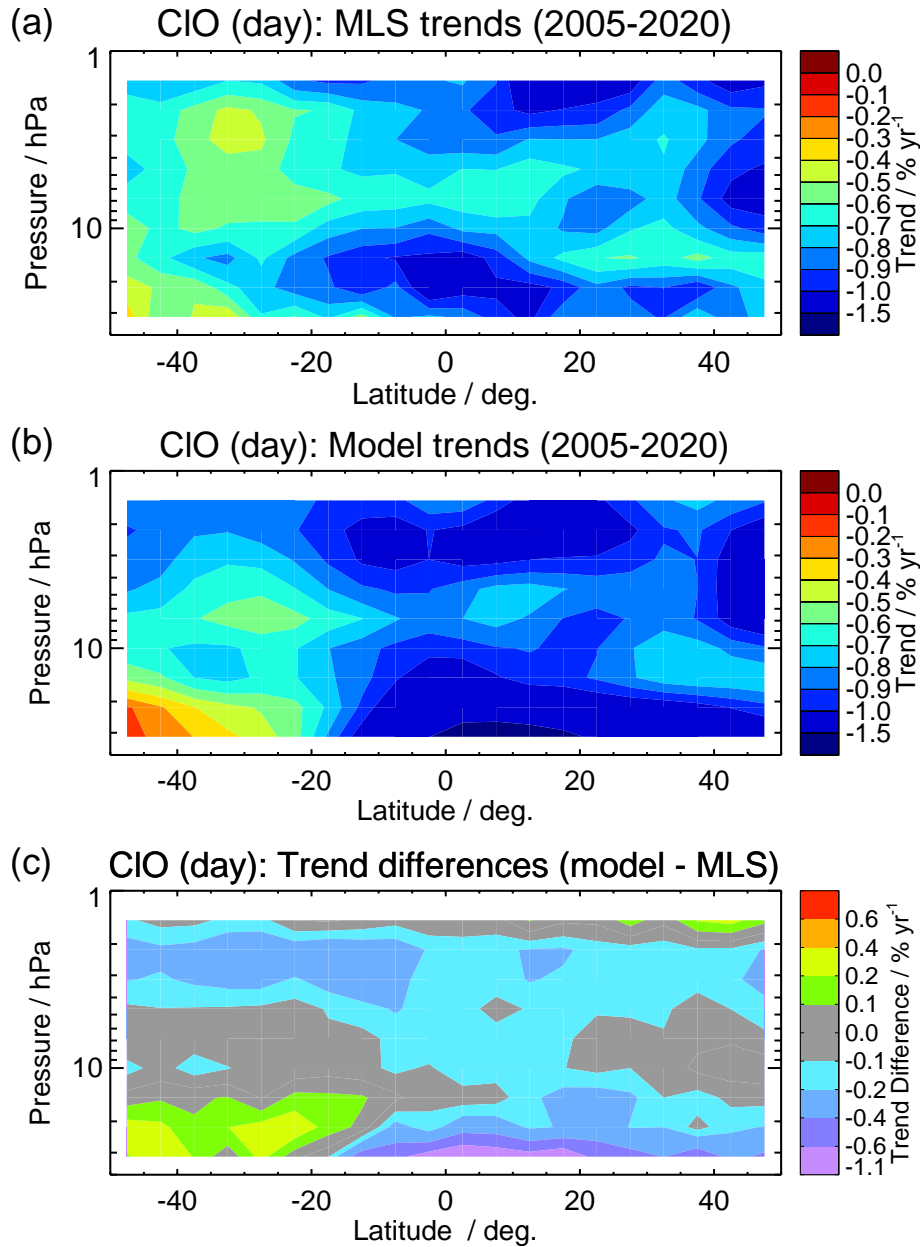 (a) ClO (day): MLS trends (2005-2020)
1
10
Pressure / hPa
-40 -20 0 20 40
Latitude / deg.
0.0
-0.1
-0.2
-0.3
-0.4
-0.5
-0.6
-0.7
-0.8
-0.9
-1.0
-1.5
Trend / % yr-1
(b) ClO (day): Model trends (2005-2020)
1
10
Pressure / hPa
-40 -20 0 20 40
Latitude / deg.
0.0
-0.1
-0.2
-0.3
-0.4
-0.5
-0.6
-0.7
-0.8
-0.9
-1.0
-1.5
Trend / % yr-1
(c) ClO (day): Trend differences (model - MLS)
1
10
Pressure / hPa
-40 -20 0 20 40
Latitude / deg.
0.6
0.4
0.2
0.1
0.0
-0.1
-0.2
-0.4
-0.6
-1.1
Trend Difference / % yr-1